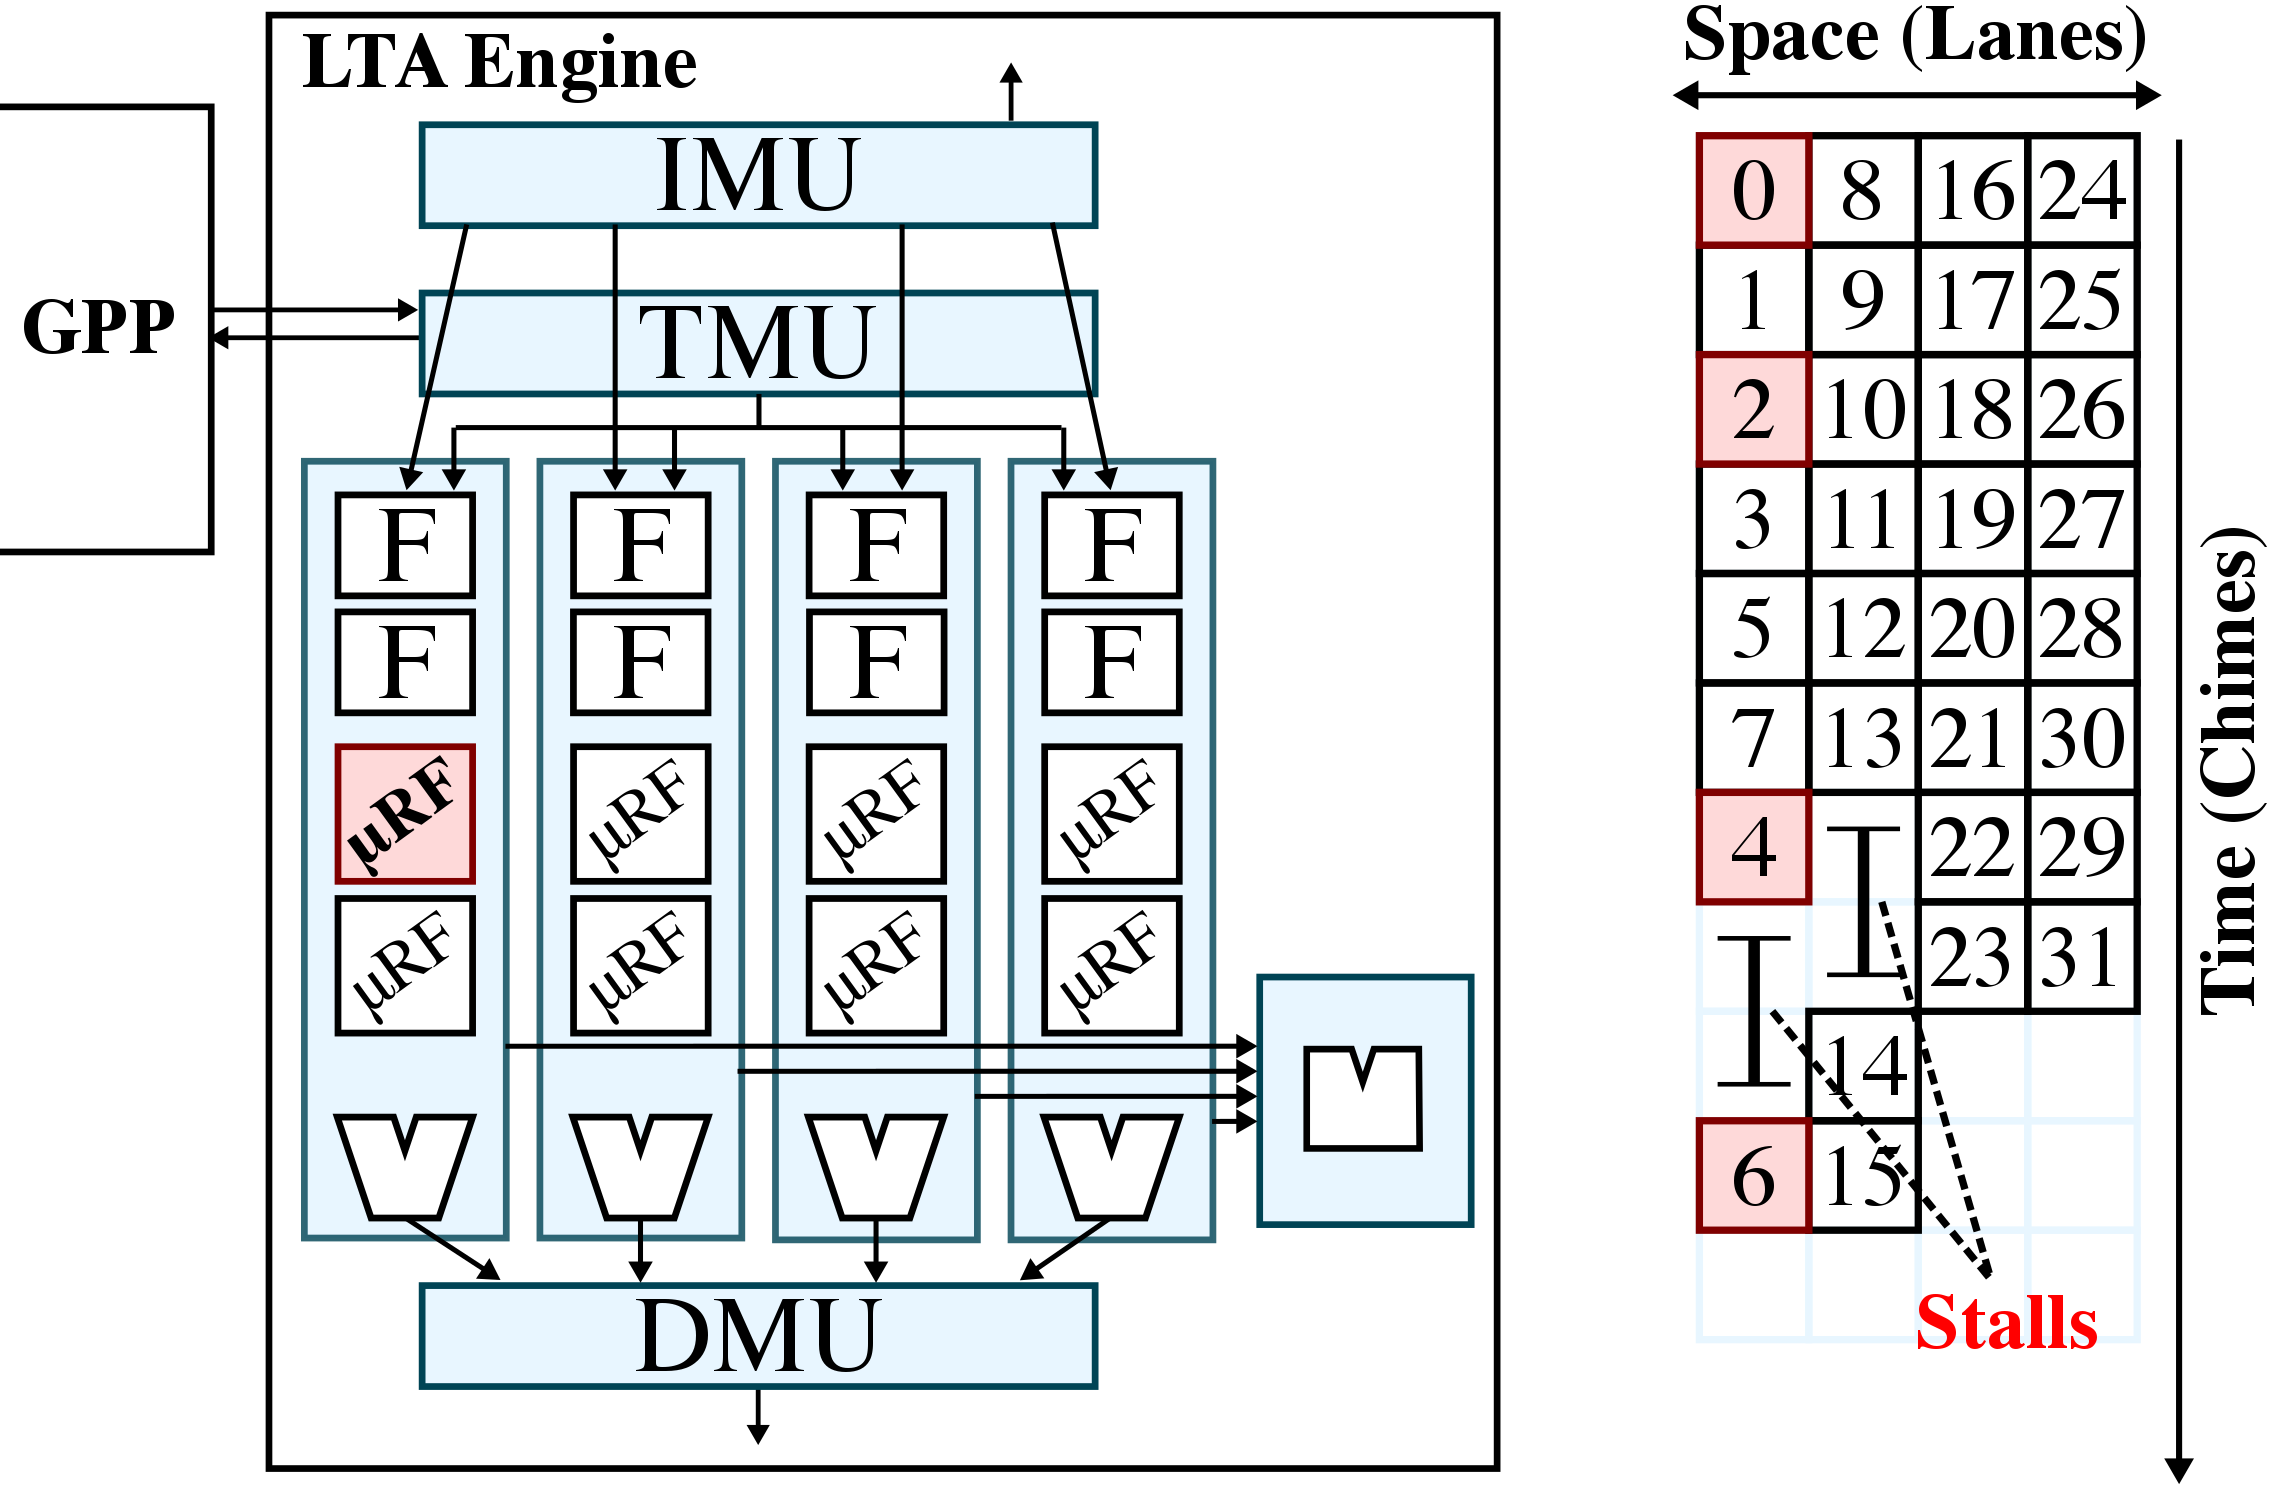 LTA Engine
GPP
IMU
TMU
F F F F
F F F F
μRF μRF μRF μRF
μRF μRF μRF μRF
DMU
Space (Lanes)
0 8 16 24
1 9 17 25
2 10 18 26
3 11 19 27
5 12 20 28
7 13 21 30
4 22 29
23 31
14
6 15
Stalls
Time (Chimes)